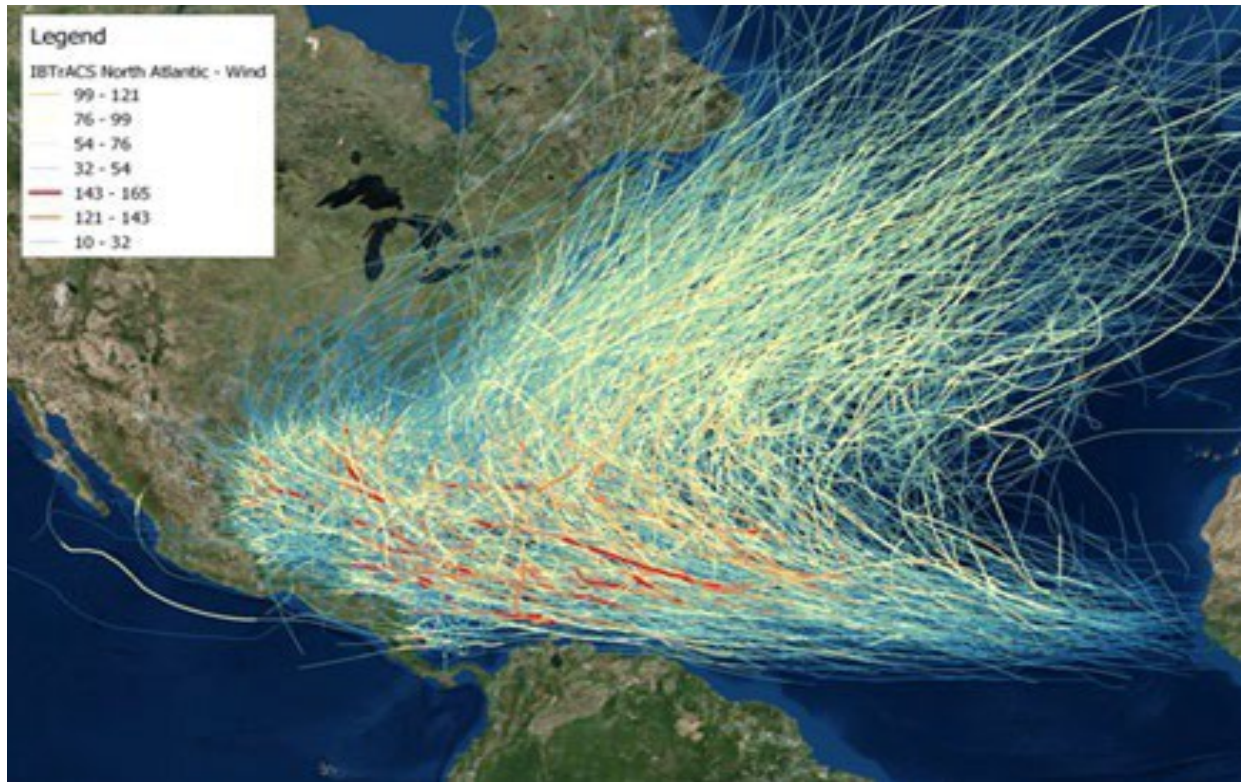 Legend
IBTrACS North Atlantic - Wind
99 - 121
76 - 99
54 - 76
32 - 54
143 - 165
121 - 143
10 - 32